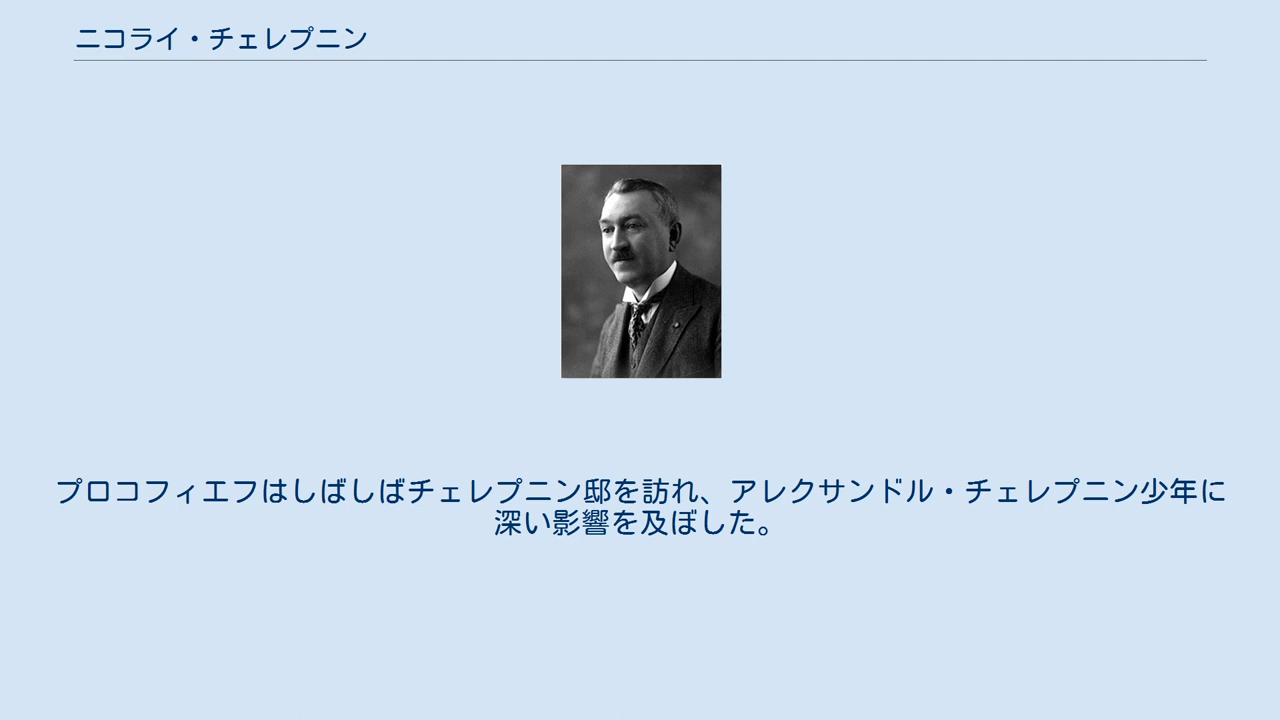 ニコライ・チェレプニン
プロコフィエフはしばしばチェレプニン邸を訪れ、アレクサンドル・チェレプニン少年に
深い影響を及ぼした。